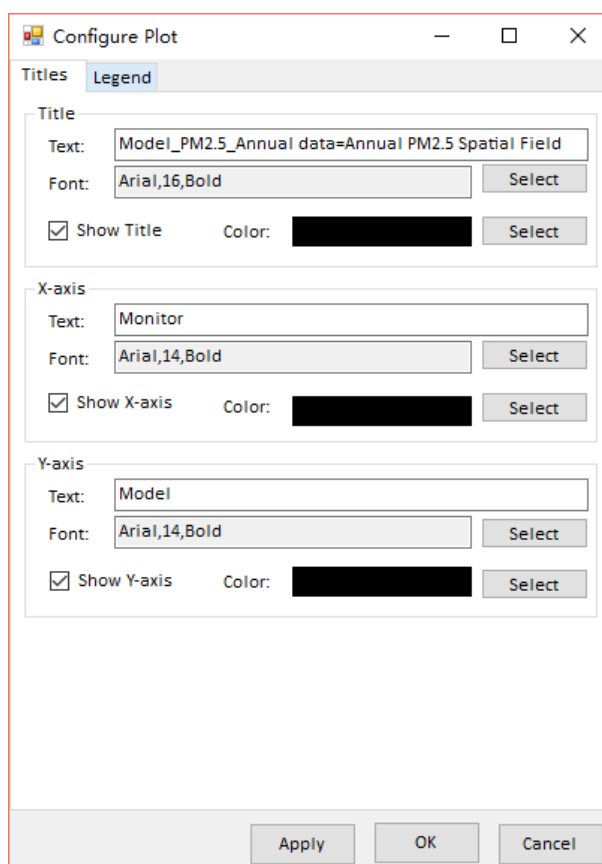 Configure Plot
Titles Legend
Title
Text: Model_PM2.5_Annual data=Annual PM2.5 Spatial Field
Font: Arial,16,Bold Select
Show Title Color: Select
X-axis
Text: Monitor
Font: Arial,14,Bold Select
Show X-axis Color: Select
Y-axis
Text: Model
Font: Arial,14,Bold Select
Show Y-axis Color: Select
Apply OK Cancel